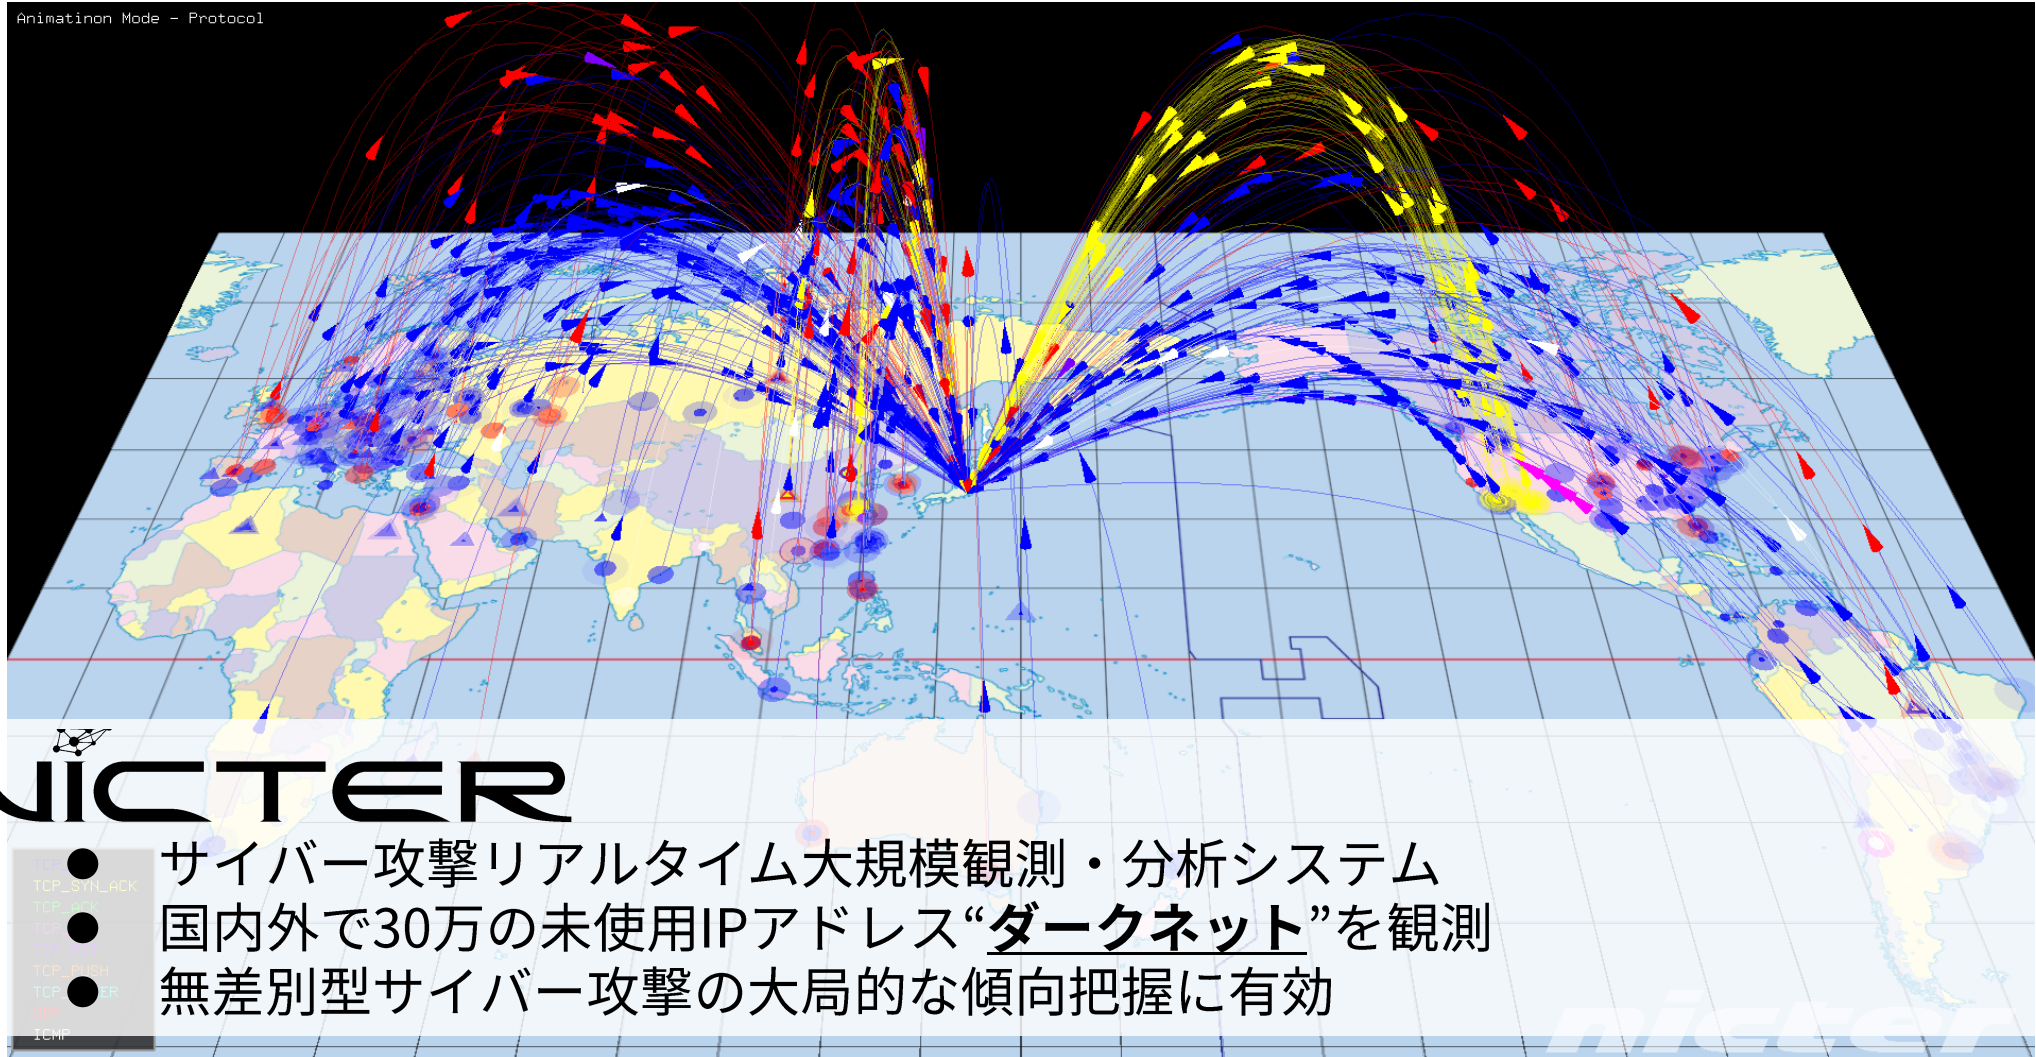 Animatinon Mode - Protocol
NICTER
● サイバー攻撃リアルタイム大規模観測・分析システム
● 国内外で30万の未使用IPアドレス“ダークネット”を観測
● 無差別型サイバー攻撃の大局的な傾向把握に有効
TCP_SYN_ACK
TCP_ACK
TCP_PUSH
ICMP
nicter